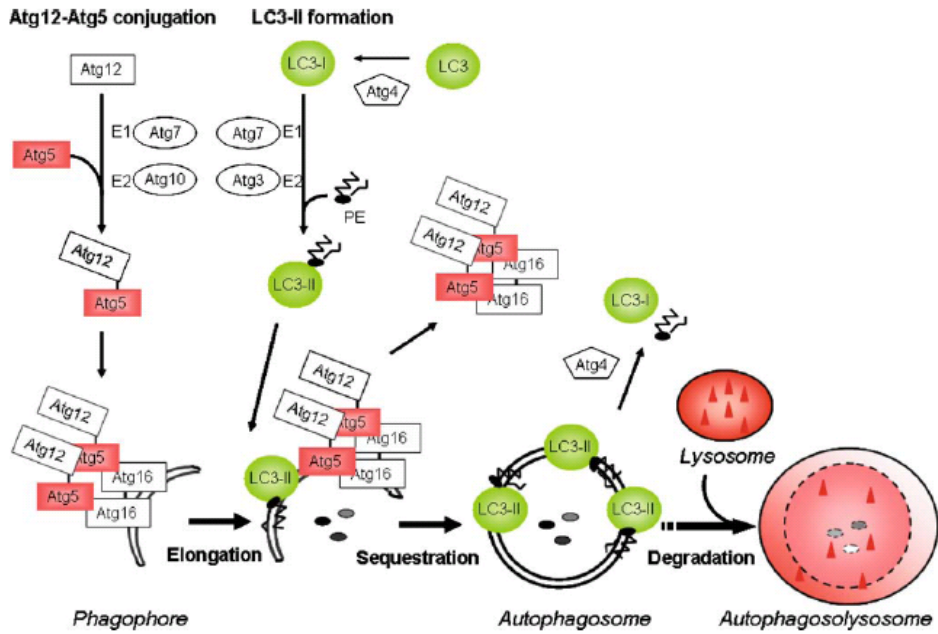 Atg12-Atg5 conjugation
LC3-II formation
Atg12
LC3-I
LC3
Atg4
E1
Atg7
Atg7
E1
Atg5
E2
Atg10
Atg3
E2
PE
Atg12
Atg12
Atg5
Atg16
Atg5
Atg16
Atg12
Atg5
LC3-II
LC3-I
Atg4
Atg12
Atg12
Atg5
Atg16
Atg5
Atg16
Atg12
Atg12
Atg5
Atg16
Atg5
Atg16
LC3-II
LC3-II
LC3-II
LC3-II
Lysosome
Elongation
Sequestration
Degradation
Phagophore
Autophagosome
Autophagosolysosome